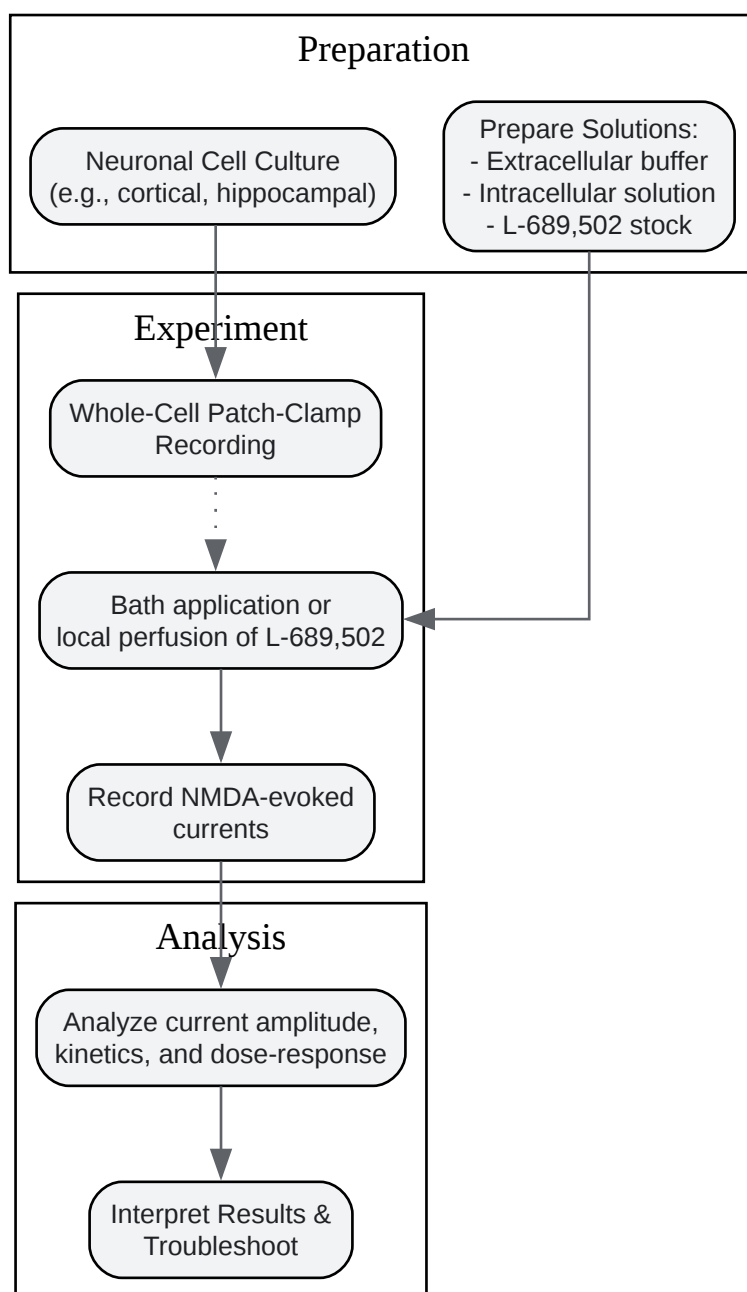 Preparation
Neuronal Cell Culture
(e.g., cortical, hippocampal)
Prepare Solutions:
- Extracellular buffer
- Intracellular solution
- L-689,502 stock
Experiment
Whole-Cell Patch-Clamp
Recording
Bath application or
local perfusion of L-689,502
Record NMDA-evoked
currents
Analysis
Analyze current amplitude,
kinetics, and dose-response
Interpret Results &
Troubleshoot